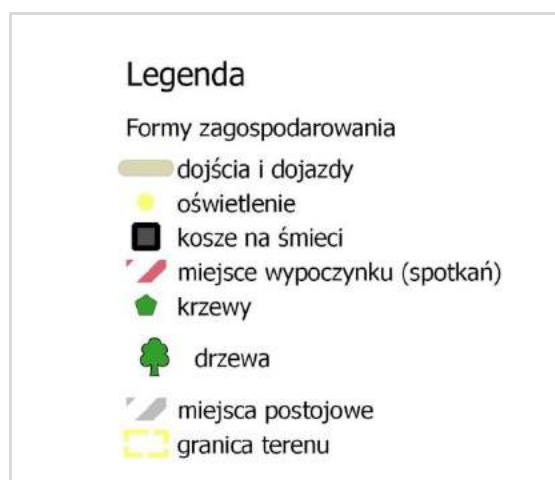 Legenda
Formy zagospodarowania
dojścia i dojazdy
oświetlenie
kosze na śmieci
miejsce wypoczynku (spotkań)
krzewy
drzewa
miejsca postojowe
granica terenu